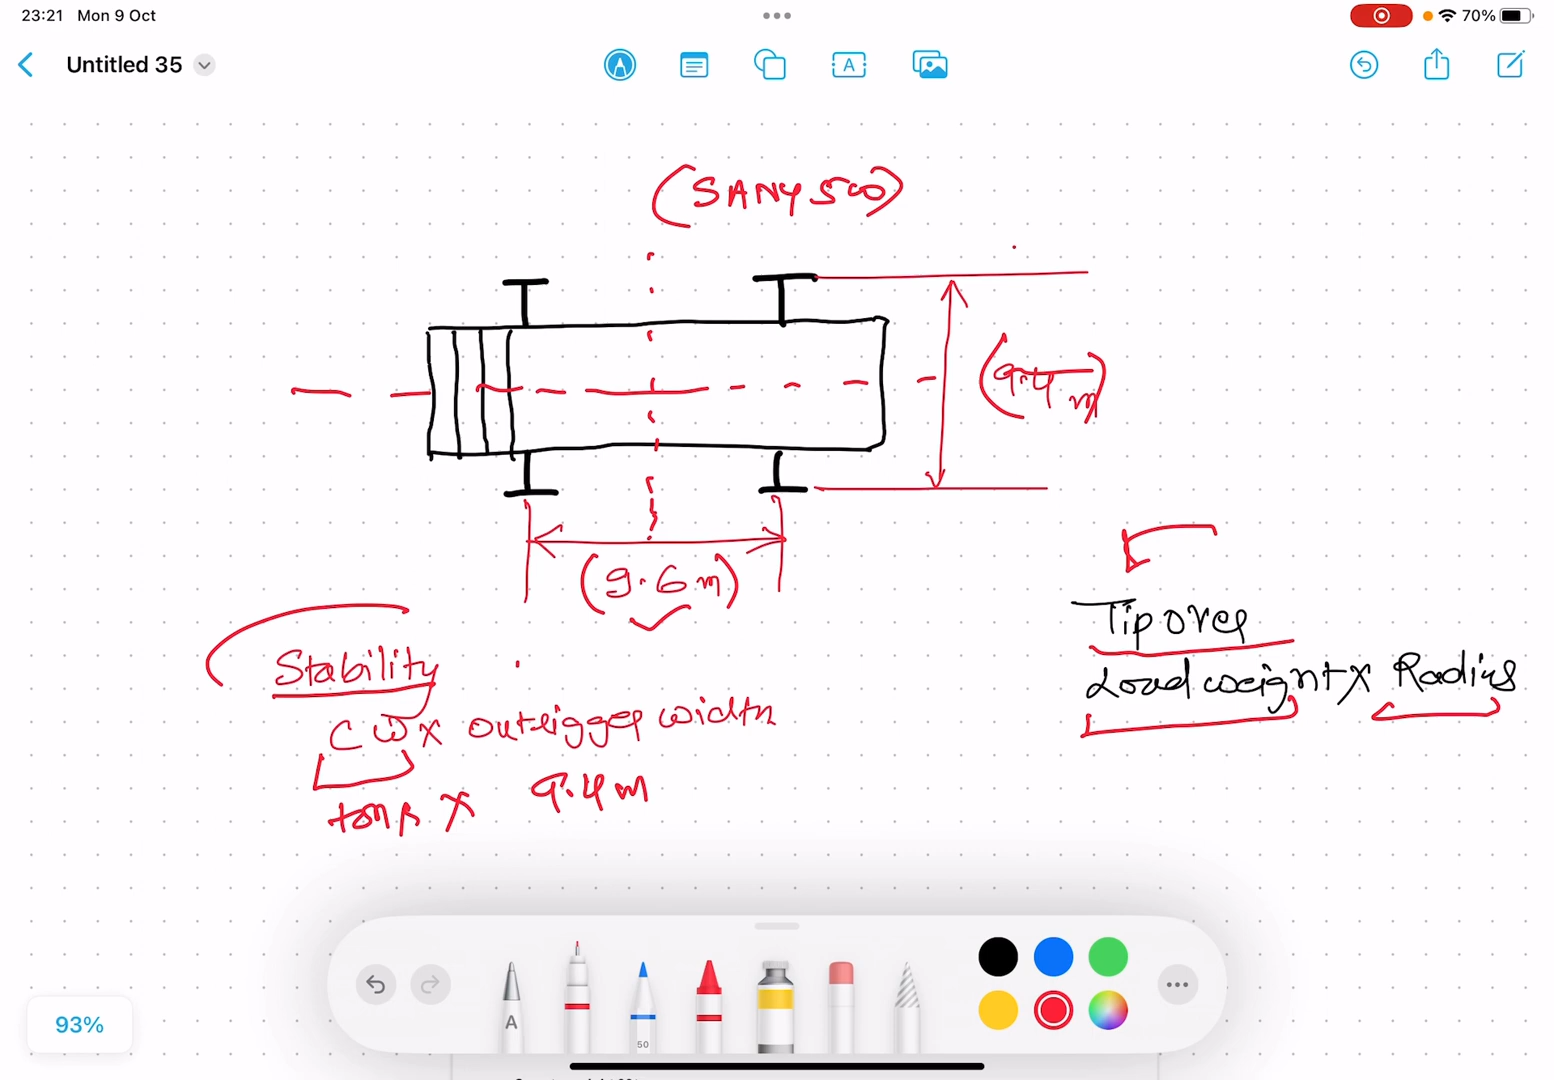 23:21 Mon 9 Oct
70%
Untitled 35
(SANY 500)
(9.4 m)
(9.6 m)
Stability
CW x outrigger width
tons x 9.4 m
Tip over
Load weight x Radius
A
50
93%